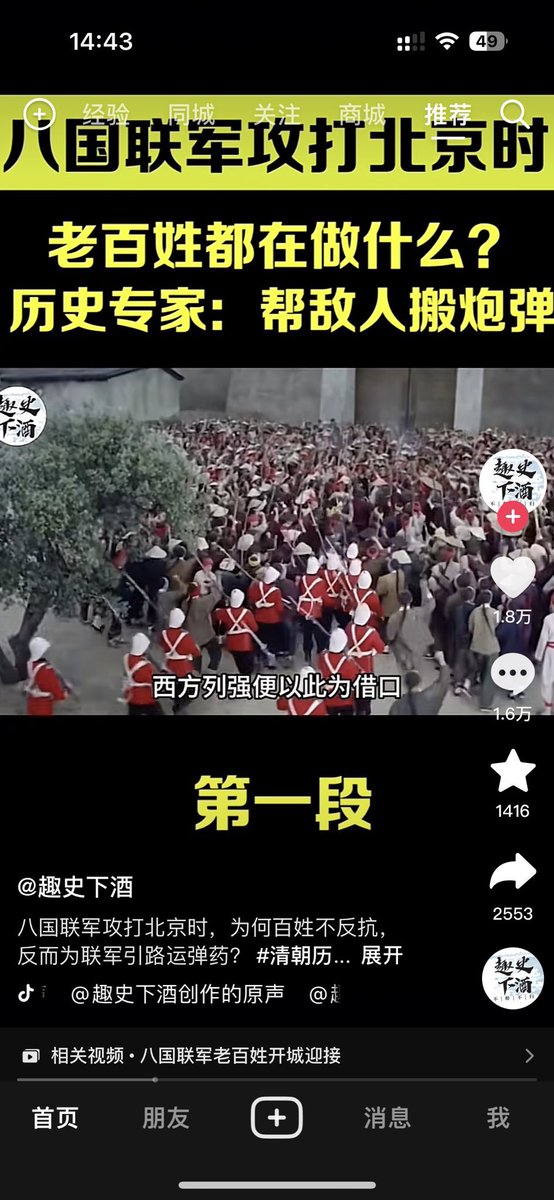 14:43
49
经验 同城 关注 商城 推荐
八国联军攻打北京时
老百姓都在做什么？
历史专家：帮敌人搬炮弹
趣史
下酒
趣史
下酒
1.8万
西方列强便以此为借口
1.6万
第一段
1416
2553
@趣史下酒
八国联军攻打北京时，为何百姓不反抗，
反而为联军引路运弹药？ #清朝历... 展开
@趣史下酒创作的原声 @
趣史
下酒
相关视频 • 八国联军老百姓开城迎接
首页 朋友 消息 我